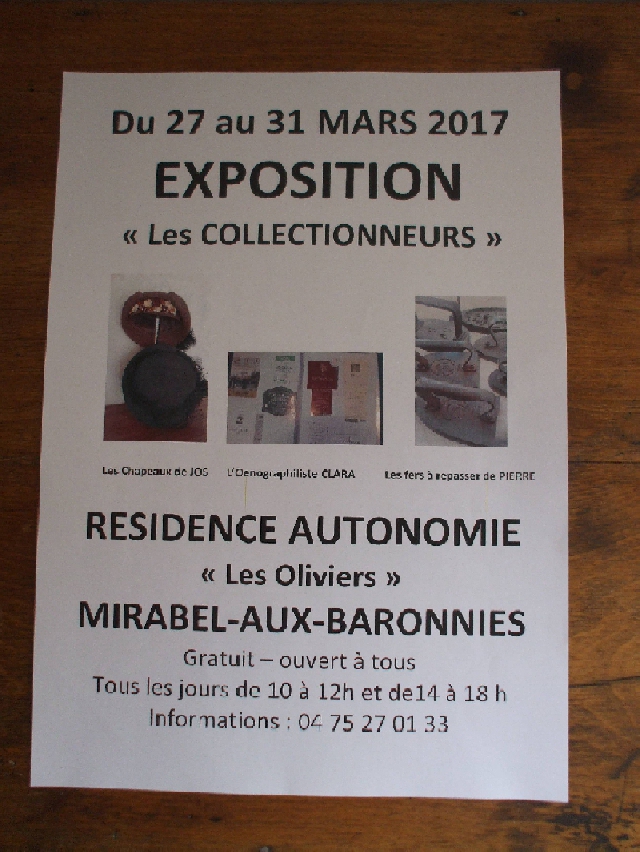 Du 27 au 31 MARS 2017
EXPOSITION
« Les COLLECTIONNEURS »
Les Chapeaux de JOS L'Oenographiliste CLARA Les fers à repasser de PIERRE
RESIDENCE AUTONOMIE
« Les Oliviers »
MIRABEL-AUX-BARONNIES
Gratuit – ouvert à tous
Tous les jours de 10 à 12h et de14 à 18 h
Informations : 04 75 27 01 33